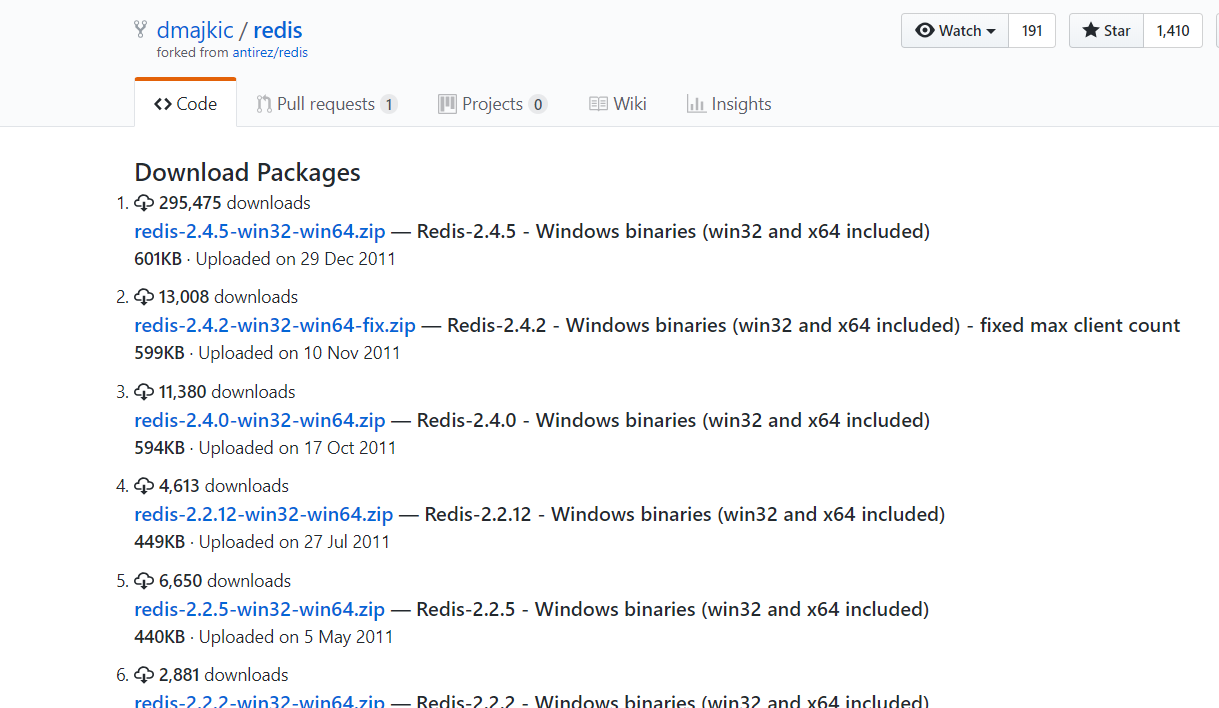 dmajkic / redis
forked from antirez/redis
Watch 191 Star 1,410
Code Pull requests 1 Projects 0 Wiki Insights
Download Packages
1. 295,475 downloads
redis-2.4.5-win32-win64.zip — Redis-2.4.5 - Windows binaries (win32 and x64 included)
601KB · Uploaded on 29 Dec 2011
2. 13,008 downloads
redis-2.4.2-win32-win64-fix.zip — Redis-2.4.2 - Windows binaries (win32 and x64 included) - fixed max client count
599KB · Uploaded on 10 Nov 2011
3. 11,380 downloads
redis-2.4.0-win32-win64.zip — Redis-2.4.0 - Windows binaries (win32 and x64 included)
594KB · Uploaded on 17 Oct 2011
4. 4,613 downloads
redis-2.2.12-win32-win64.zip — Redis-2.2.12 - Windows binaries (win32 and x64 included)
449KB · Uploaded on 27 Jul 2011
5. 6,650 downloads
redis-2.2.5-win32-win64.zip — Redis-2.2.5 - Windows binaries (win32 and x64 included)
440KB · Uploaded on 5 May 2011
6. 2,881 downloads
redis-2.2.2-win32-win64.zip — Redis-2.2.2 - Windows binaries (win32 and x64 included)